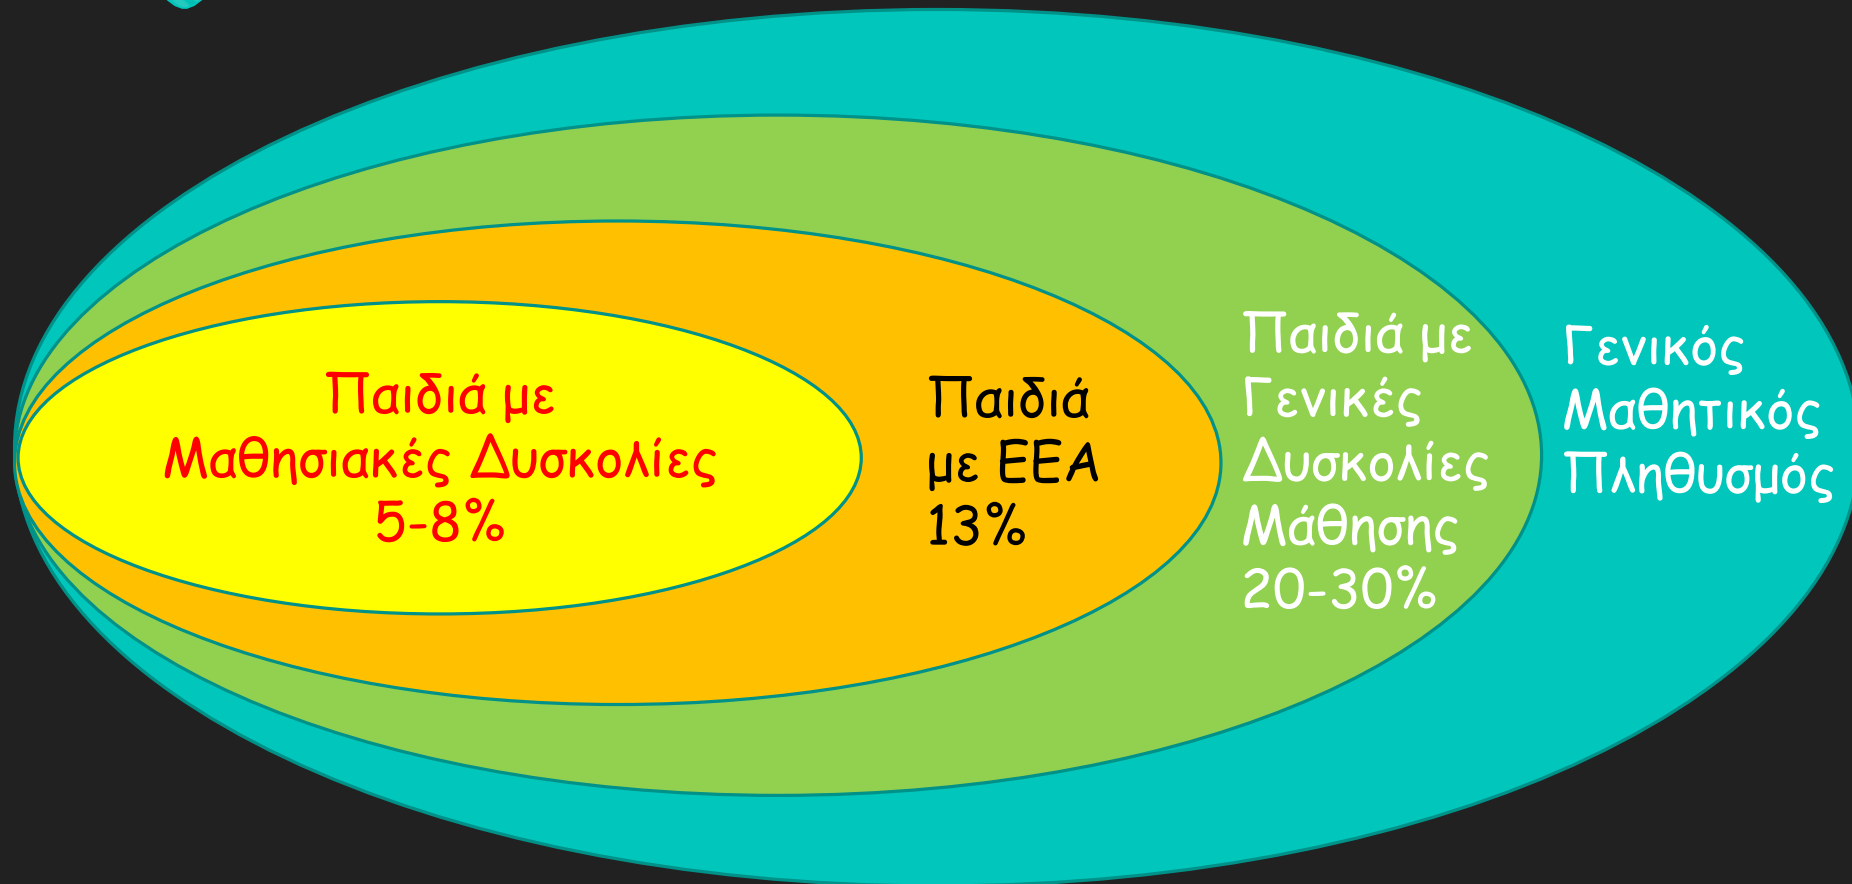 Παιδιά με
Μαθησιακές Δυσκολίες
5-8%
Παιδιά
με ΕΕΑ
13%
Παιδιά με
Γενικές
Δυσκολίες
Μάθησης
20-30%
Γενικός
Μαθητικός
Πληθυσμός